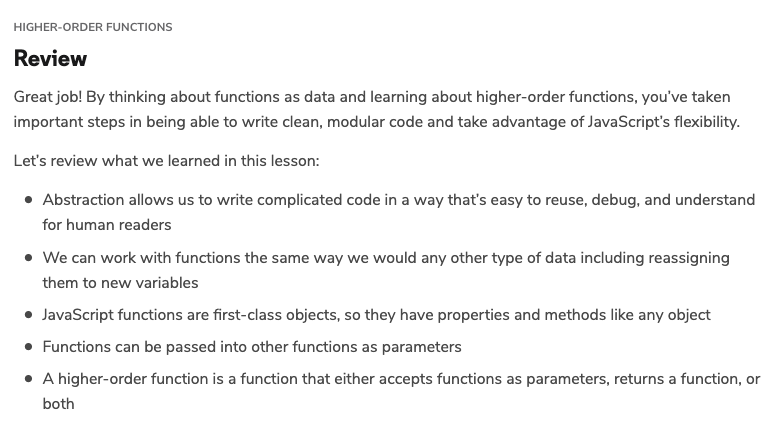 HIGHER-ORDER FUNCTIONS
Review
Great job! By thinking about functions as data and learning about higher-order functions, you've taken
important steps in being able to write clean, modular code and take advantage of JavaScript's flexibility.
Let's review what we learned in this lesson:
● Abstraction allows us to write complicated code in a way that's easy to reuse, debug, and understand
for human readers
● We can work with functions the same way we would any other type of data including reassigning
them to new variables
● JavaScript functions are first-class objects, so they have properties and methods like any object
● Functions can be passed into other functions as parameters
● A higher-order function is a function that either accepts functions as parameters, returns a function, or
both